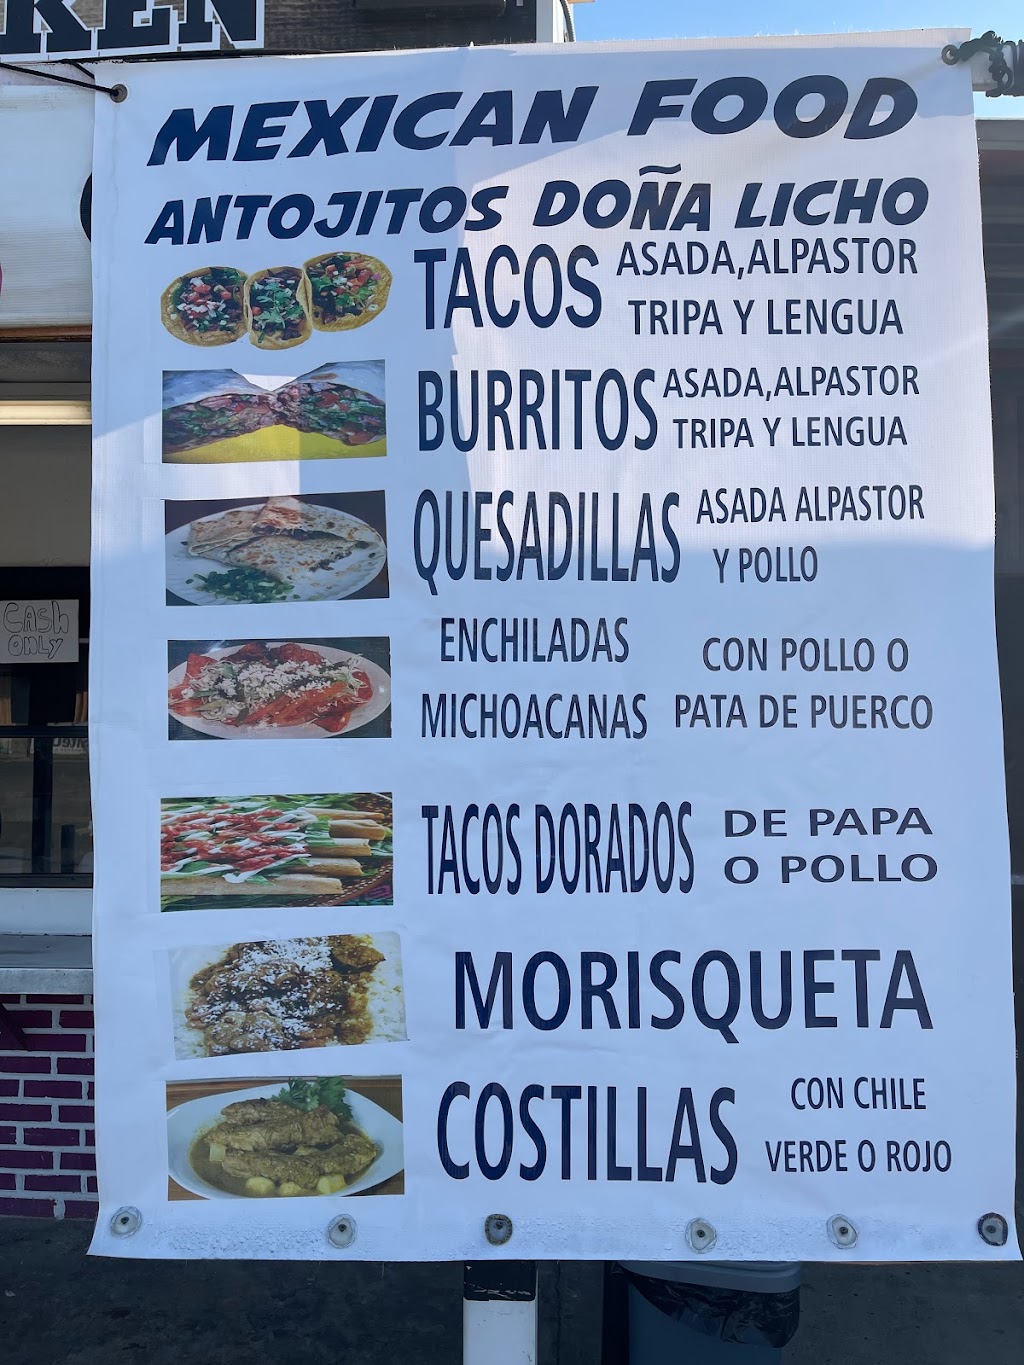 KEN
MEXICAN FOOD
ANTOJITOS DOÑA LICHO
TACOS ASADA,ALPASTOR
TRIPA Y LENGUA
BURRITOS ASADA,ALPASTOR
TRIPA Y LENGUA
QUESADILLAS ASADA ALPASTOR
Y POLLO
ENCHILADAS
MICHOACANAS
CON POLLO O
PATA DE PUERCO
TACOS DORADOS DE PAPA
O POLLO
MORISQUETA
COSTILLAS CON CHILE
VERDE O ROJO
CASH
ONLY